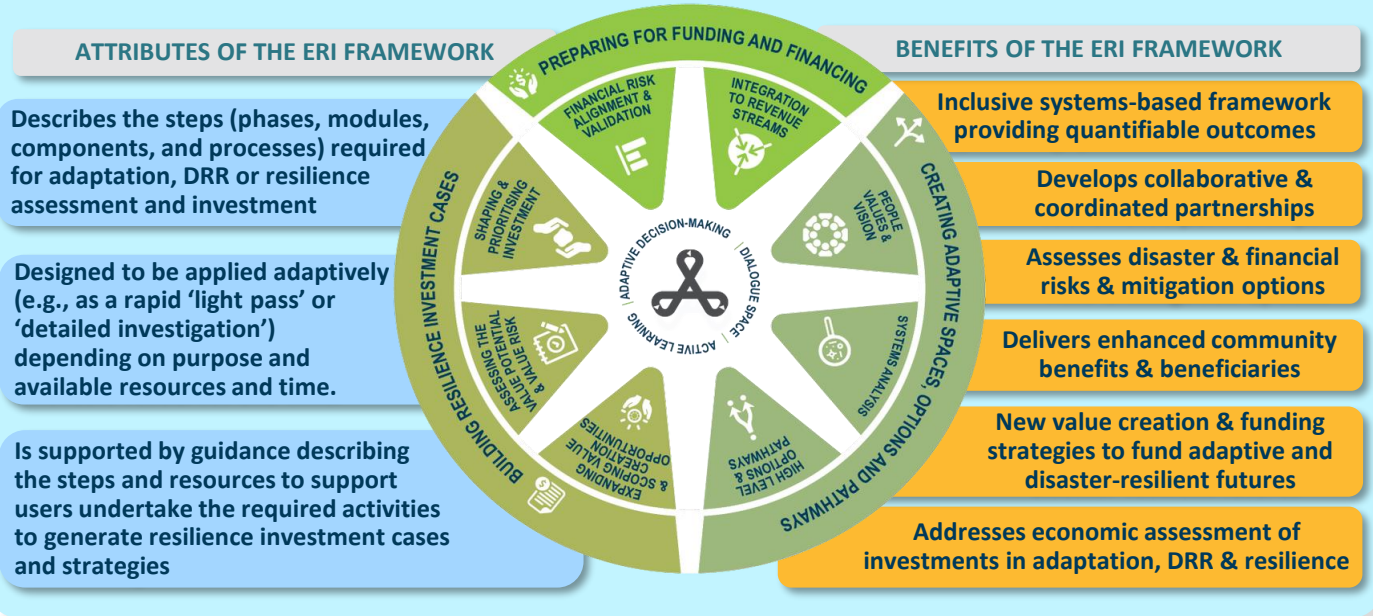 ATTRIBUTES OF THE ERI FRAMEWORK
Describes the steps (phases, modules,
components, and processes) required
for adaptation, DRR or resilience
assessment and investment
Designed to be applied adaptively
(e.g., as a rapid ‘light pass’ or
‘detailed investigation’)
depending on purpose and
available resources and time.
Is supported by guidance describing
the steps and resources to support
users undertake the required activities
to generate resilience investment cases
and strategies
PREPARING FOR FUNDING AND FINANCING
FINANCIAL RISK
ALIGNMENT &
VALIDATION
INTEGRATION
TO REVENUE
STREAMS
CREATING ADAPTIVE SPACES, OPTIONS AND PATHWAYS
PEOPLE
VALUES &
VISION
SYSTEMS ANALYSIS
HIGH LEVEL
OPTIONS &
PATHWAYS
BUILDING RESILIENCE INVESTMENT CASES
EXPANDING
& SCOPING VALUE
CREATION
OPPORTUNITIES
ASSESSING THE
VALUE POTENTIAL
& VALUE RISK
SHAPING &
PRIORITISING
INVESTMENT
ADAPTIVE DECISION-MAKING | DIALOGUE SPACE | ACTIVE LEARNING |
BENEFITS OF THE ERI FRAMEWORK
Inclusive systems-based framework
providing quantifiable outcomes
Develops collaborative &
coordinated partnerships
Assesses disaster & financial
risks & mitigation options
Delivers enhanced community
benefits & beneficiaries
New value creation & funding
strategies to fund adaptive and
disaster-resilient futures
Addresses economic assessment of
investments in adaptation, DRR & resilience